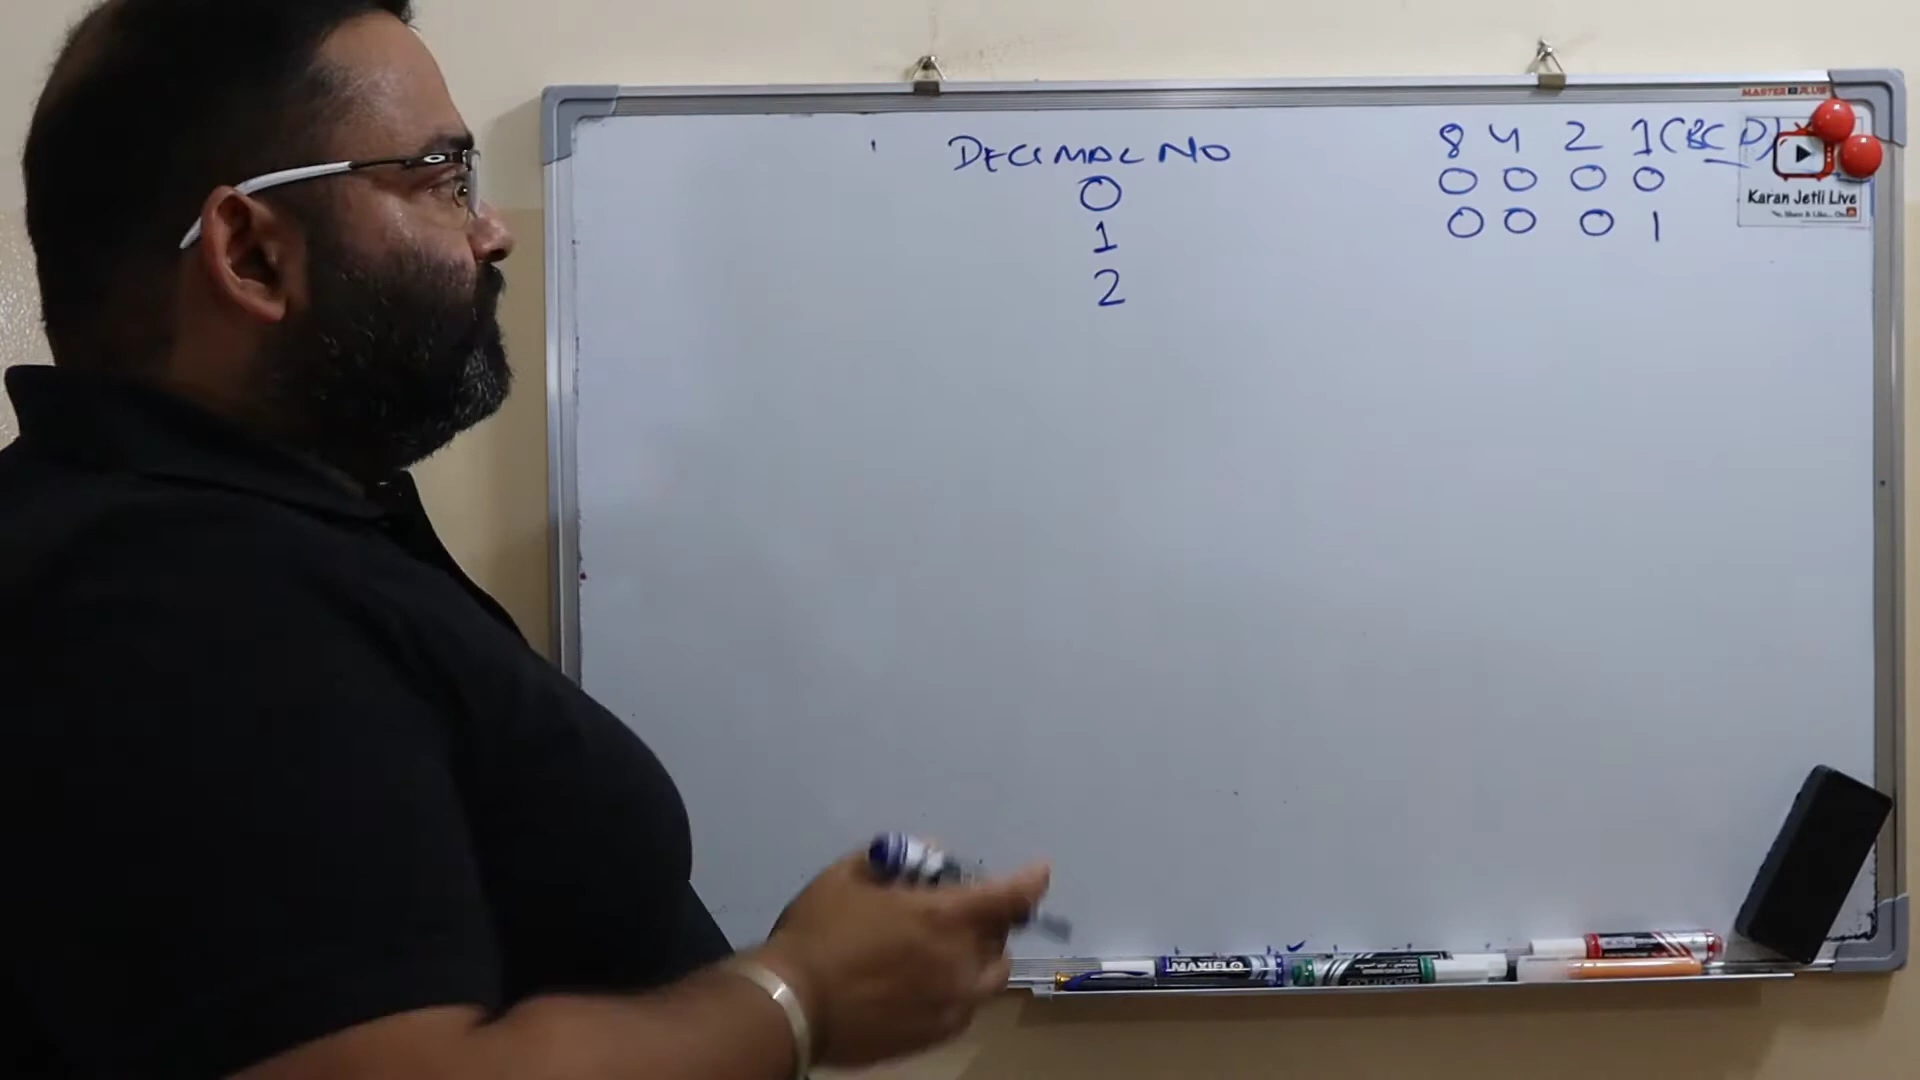 DECIMAL NO 8 4 2 1 (BCD)
0 0 0 0 0
1 0 0 0 1
2
MASTER PLUS
Karan Jetli Live
MAXIFLO